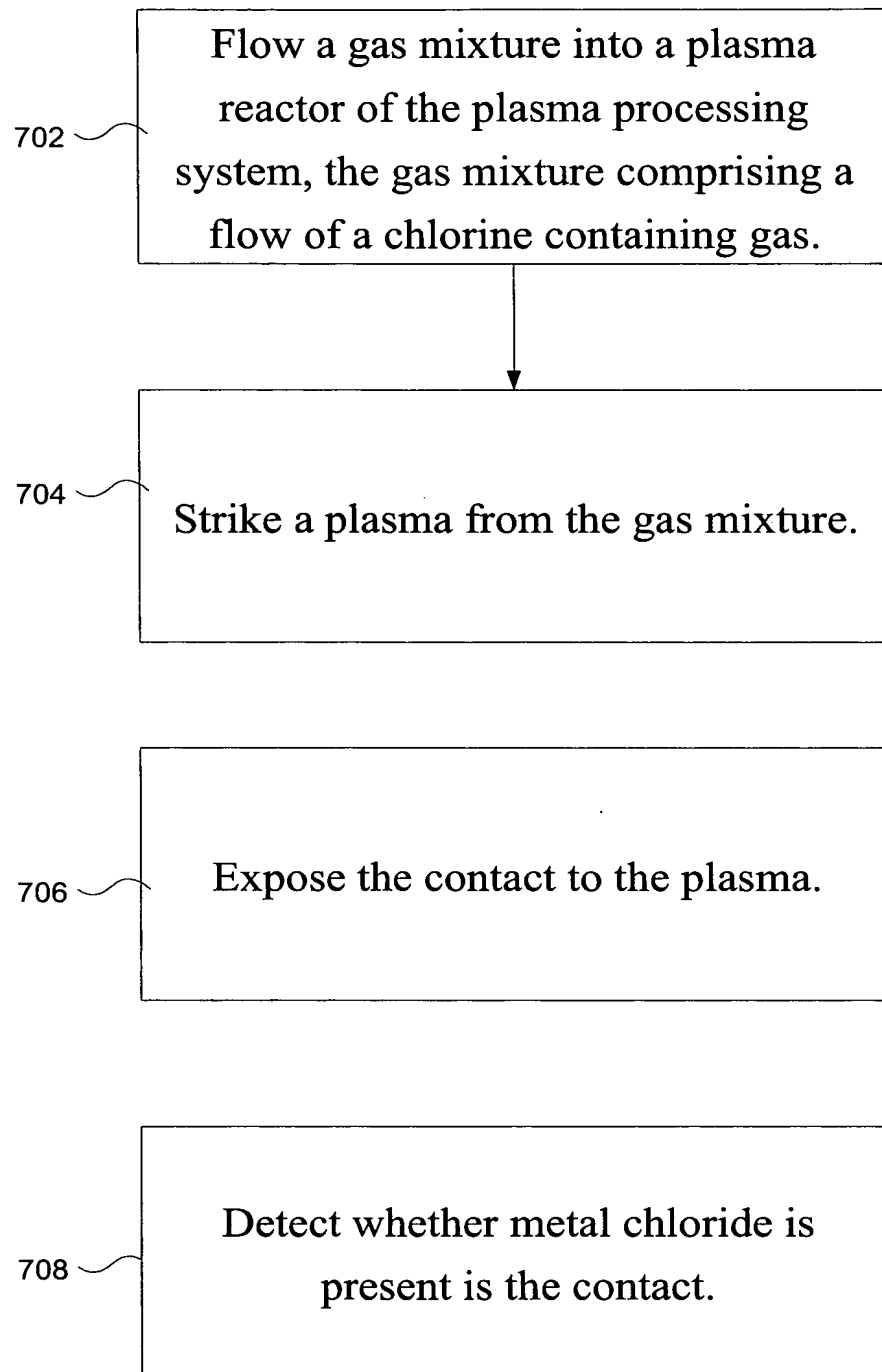 Flow a gas mixture into a plasma
reactor of the plasma processing
system, the gas mixture comprising a
flow of a chlorine containing gas.
702
Strike a plasma from the gas mixture.
704
Expose the contact to the plasma.
706
Detect whether metal chloride is
present is the contact.
708